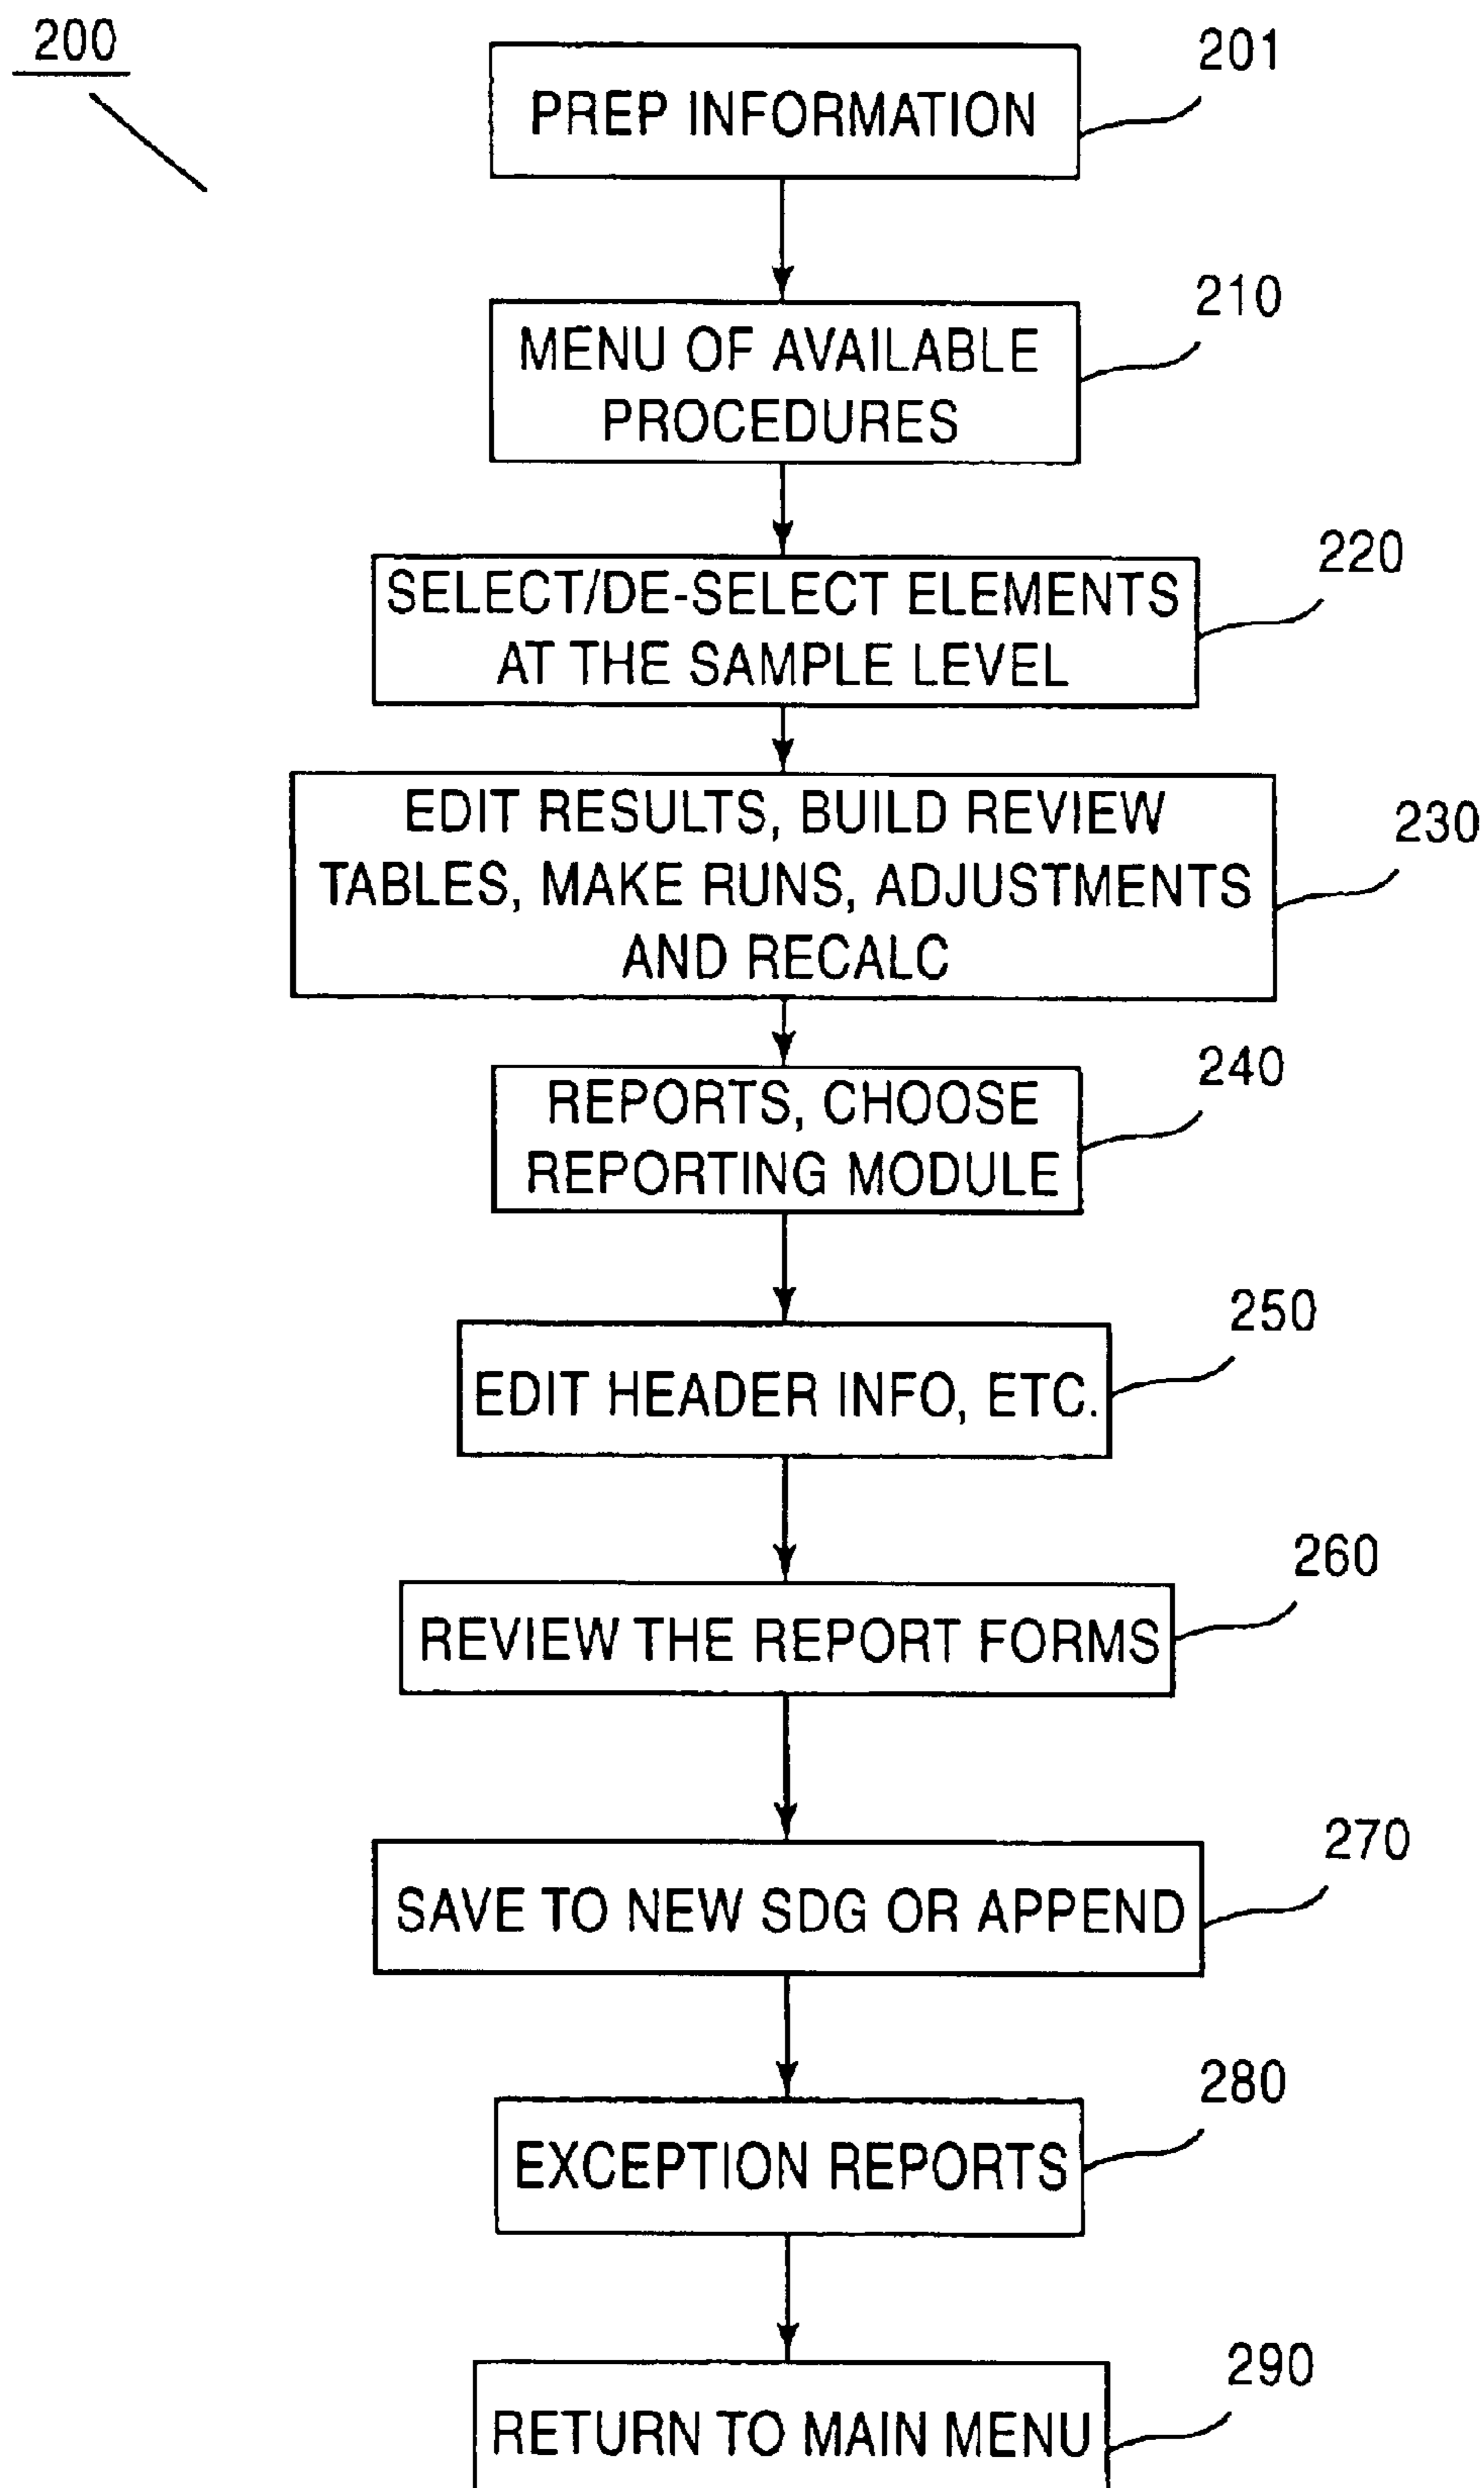 200
201
PREP INFORMATION
210
MENU OF AVAILABLE
PROCEDURES
220
SELECT/DE-SELECT ELEMENTS
AT THE SAMPLE LEVEL
230
EDIT RESULTS, BUILD REVIEW
TABLES, MAKE RUNS, ADJUSTMENTS
AND RECALC
240
REPORTS, CHOOSE
REPORTING MODULE
250
EDIT HEADER INFO, ETC.
260
REVIEW THE REPORT FORMS
270
SAVE TO NEW SDG OR APPEND
280
EXCEPTION REPORTS
290
RETURN TO MAIN MENU